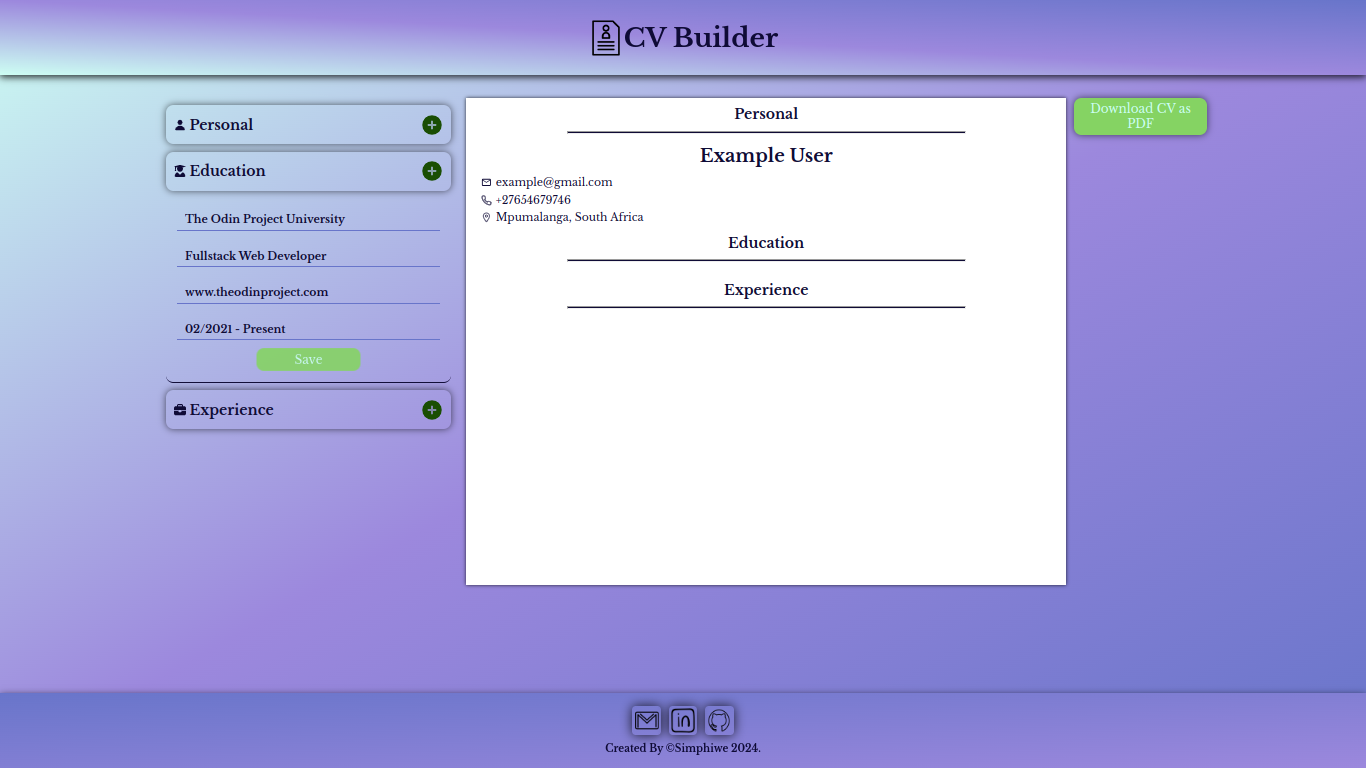 CV Builder
Personal
Education
The Odin Project University
Fullstack Web Developer
www.theodinproject.com
02/2021 - Present
Save
Experience
Personal
Example User
example@gmail.com
+27654679746
Mpumalanga, South Africa
Education
Experience
Download CV as
PDF
in
Created By ©Simphiwe 2024.